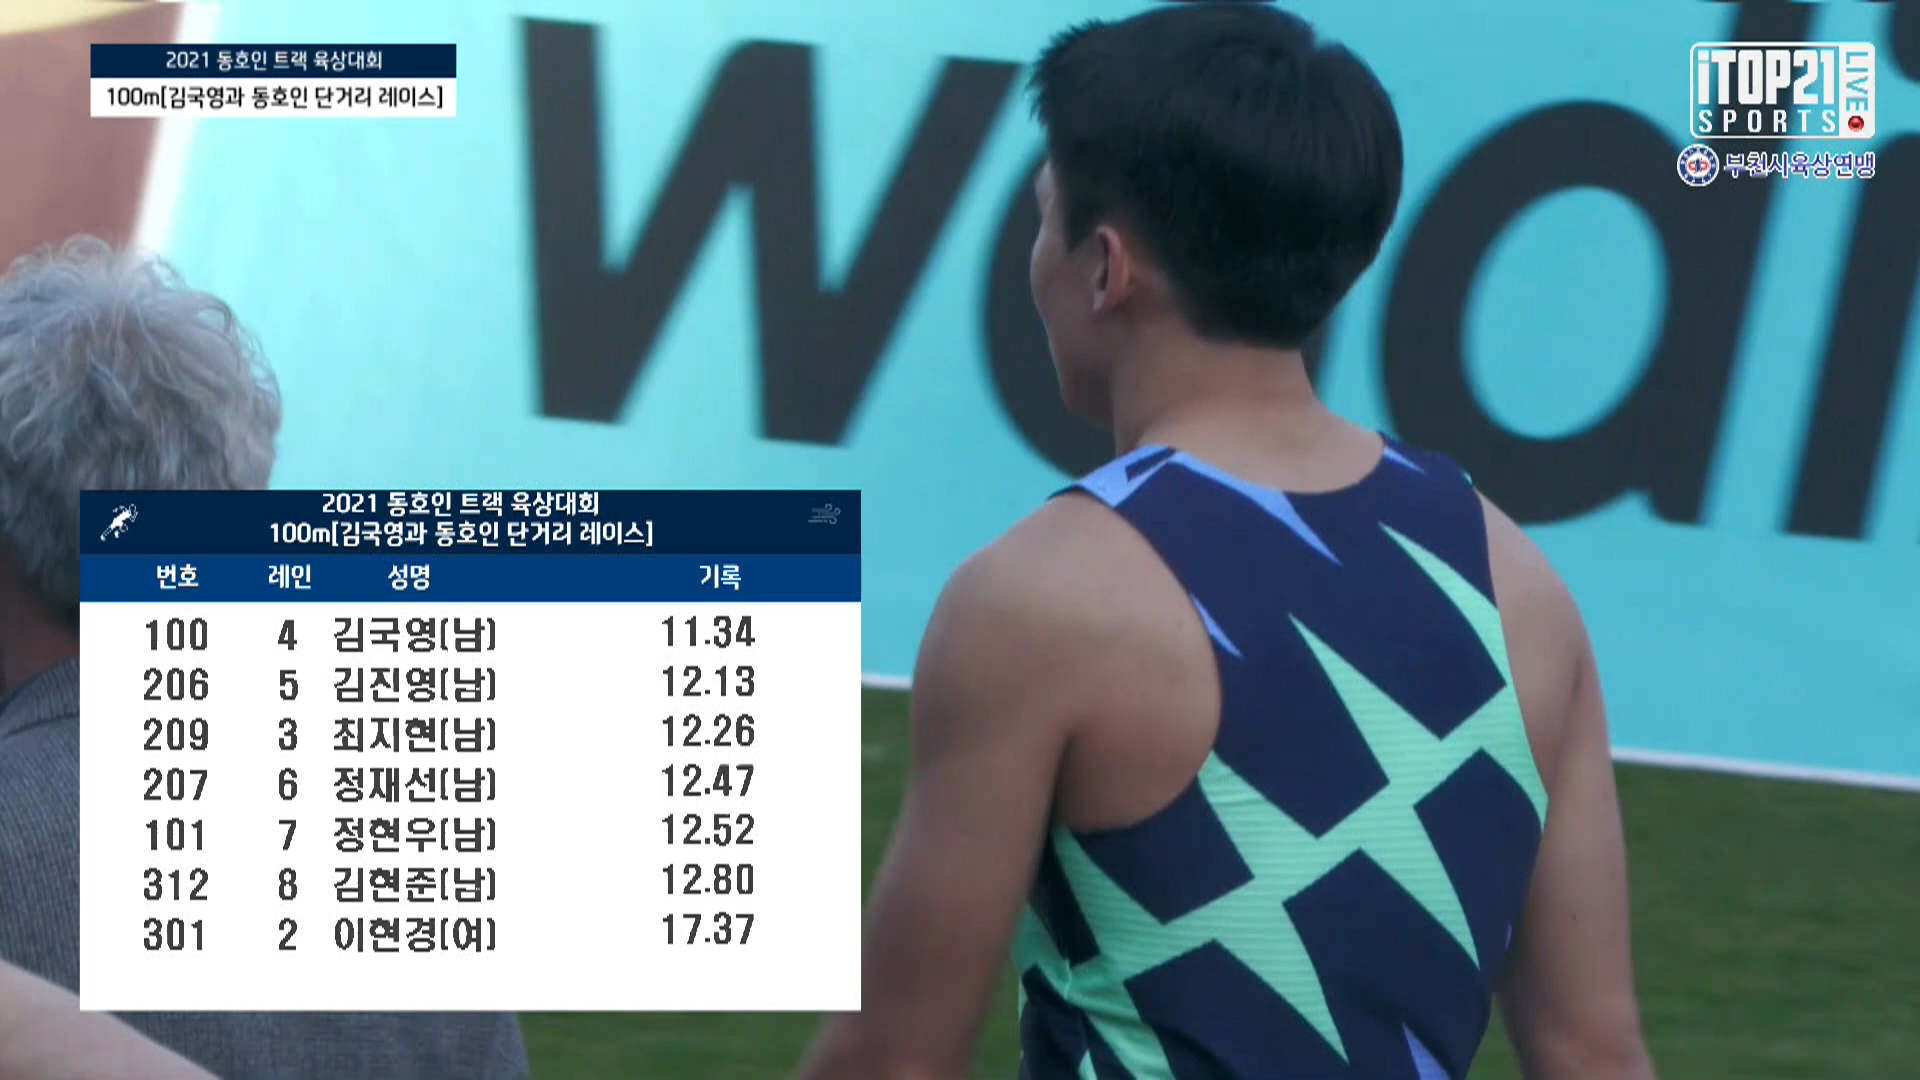 2021 동호인 트랙 육상대회
100m[김국영과 동호인 단거리 레이스]
iTOP21
SPORTS
LIVE
부천시육상연맹
2021 동호인 트랙 육상대회
100m[김국영과 동호인 단거리 레이스]
번호 레인 성명 기록
100 4 김국영(남) 11.34
206 5 김진영(남) 12.13
209 3 최지현(남) 12.26
207 6 정재선(남) 12.47
101 7 정현우(남) 12.52
312 8 김현준(남) 12.80
301 2 이현경(여) 17.37